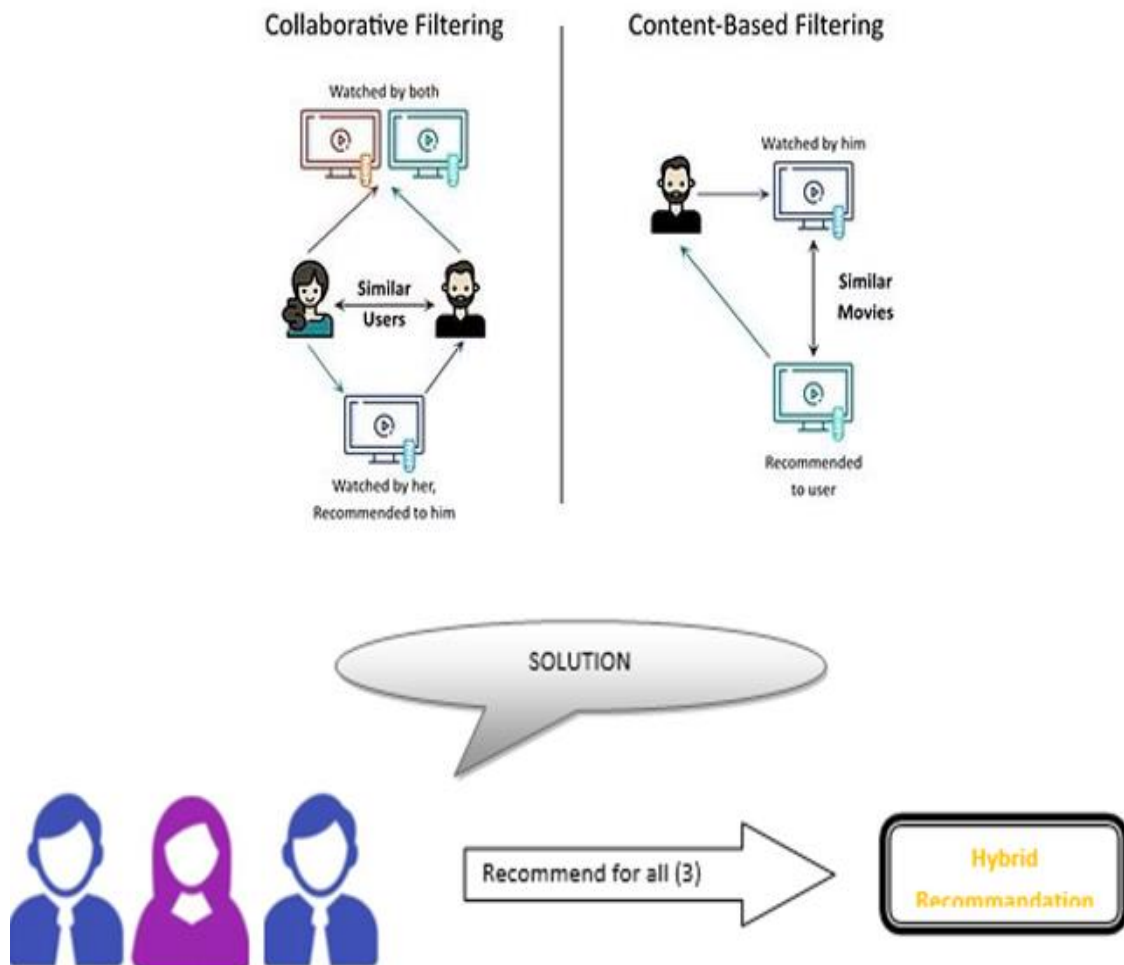 Collaborative Filtering
Content-Based Filtering
Watched by both
Similar
Users
Watched by her,
Recommended to him
Watched by him
Similar
Movies
Recommended
to user
SOLUTION
Recommend for all (3)
Hybrid
Recommandation